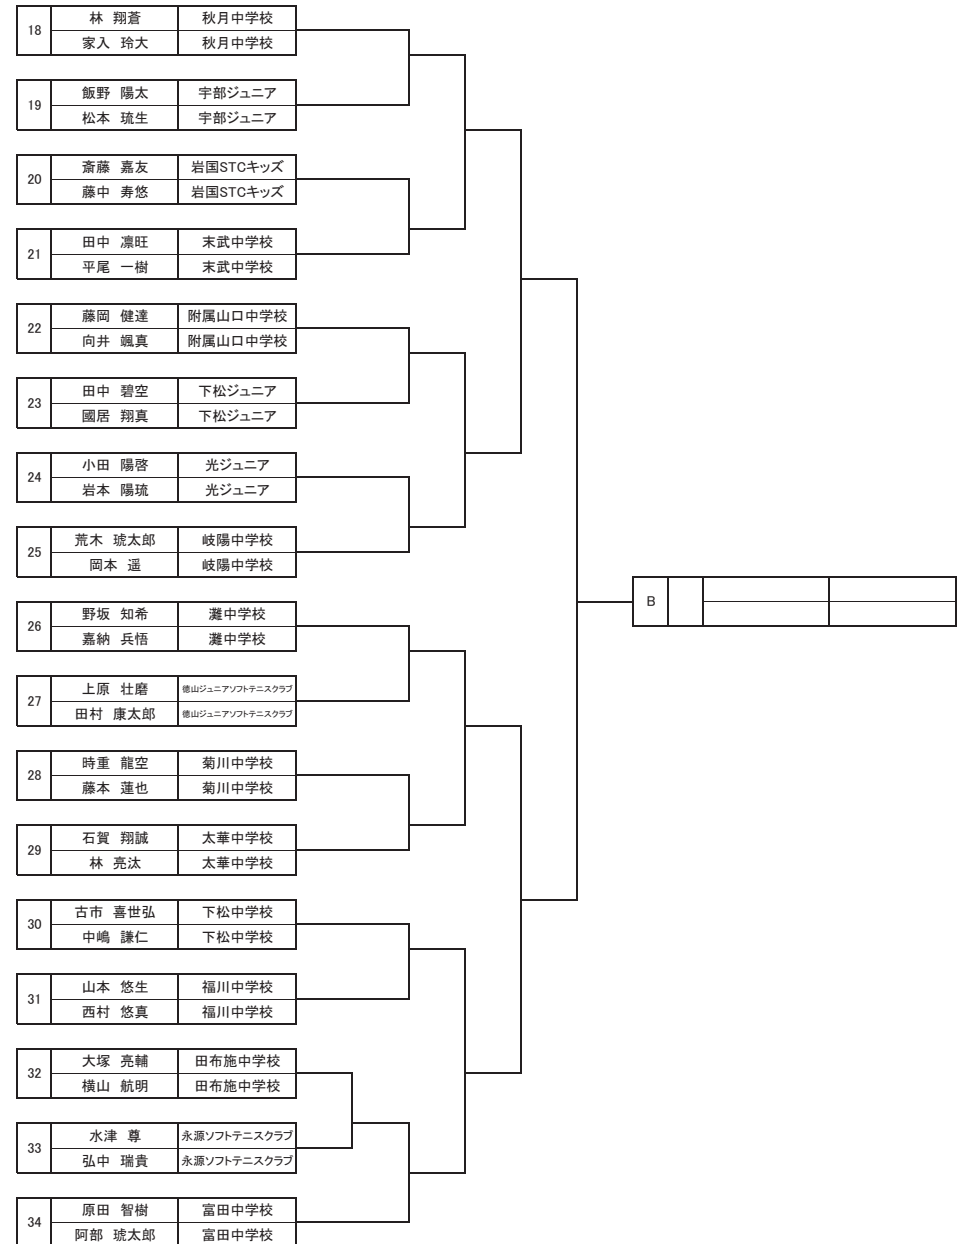 18 林 翔蒼 秋月中学校
家入 玲大 秋月中学校
19 飯野 陽太 宇部ジュニア
松本 琉生 宇部ジュニア
20 斎藤 嘉友 岩国STCキッズ
藤中 寿悠 岩国STCキッズ
21 田中 凛旺 末武中学校
平尾 一樹 末武中学校
22 藤岡 健達 附属山口中学校
向井 颯真 附属山口中学校
23 田中 碧空 下松ジュニア
國居 翔真 下松ジュニア
24 小田 陽啓 光ジュニア
岩本 陽琉 光ジュニア
25 荒木 琥太郎 岐陽中学校
岡本 遥 岐陽中学校
26 野坂 知希 灘中学校
嘉納 兵悟 灘中学校
B
27 上原 壮磨 徳山ジュニアソフトテニスクラブ
田村 康太郎 徳山ジュニアソフトテニスクラブ
28 時重 龍空 菊川中学校
藤本 蓮也 菊川中学校
29 石賀 翔誠 太華中学校
林 亮汰 太華中学校
30 古市 喜世弘 下松中学校
中嶋 謙仁 下松中学校
31 山本 悠生 福川中学校
西村 悠真 福川中学校
32 大塚 亮輔 田布施中学校
横山 航明 田布施中学校
33 水津 尊 永源ソフトテニスクラブ
弘中 瑞貴 永源ソフトテニスクラブ
34 原田 智樹 富田中学校
阿部 琥太郎 富田中学校